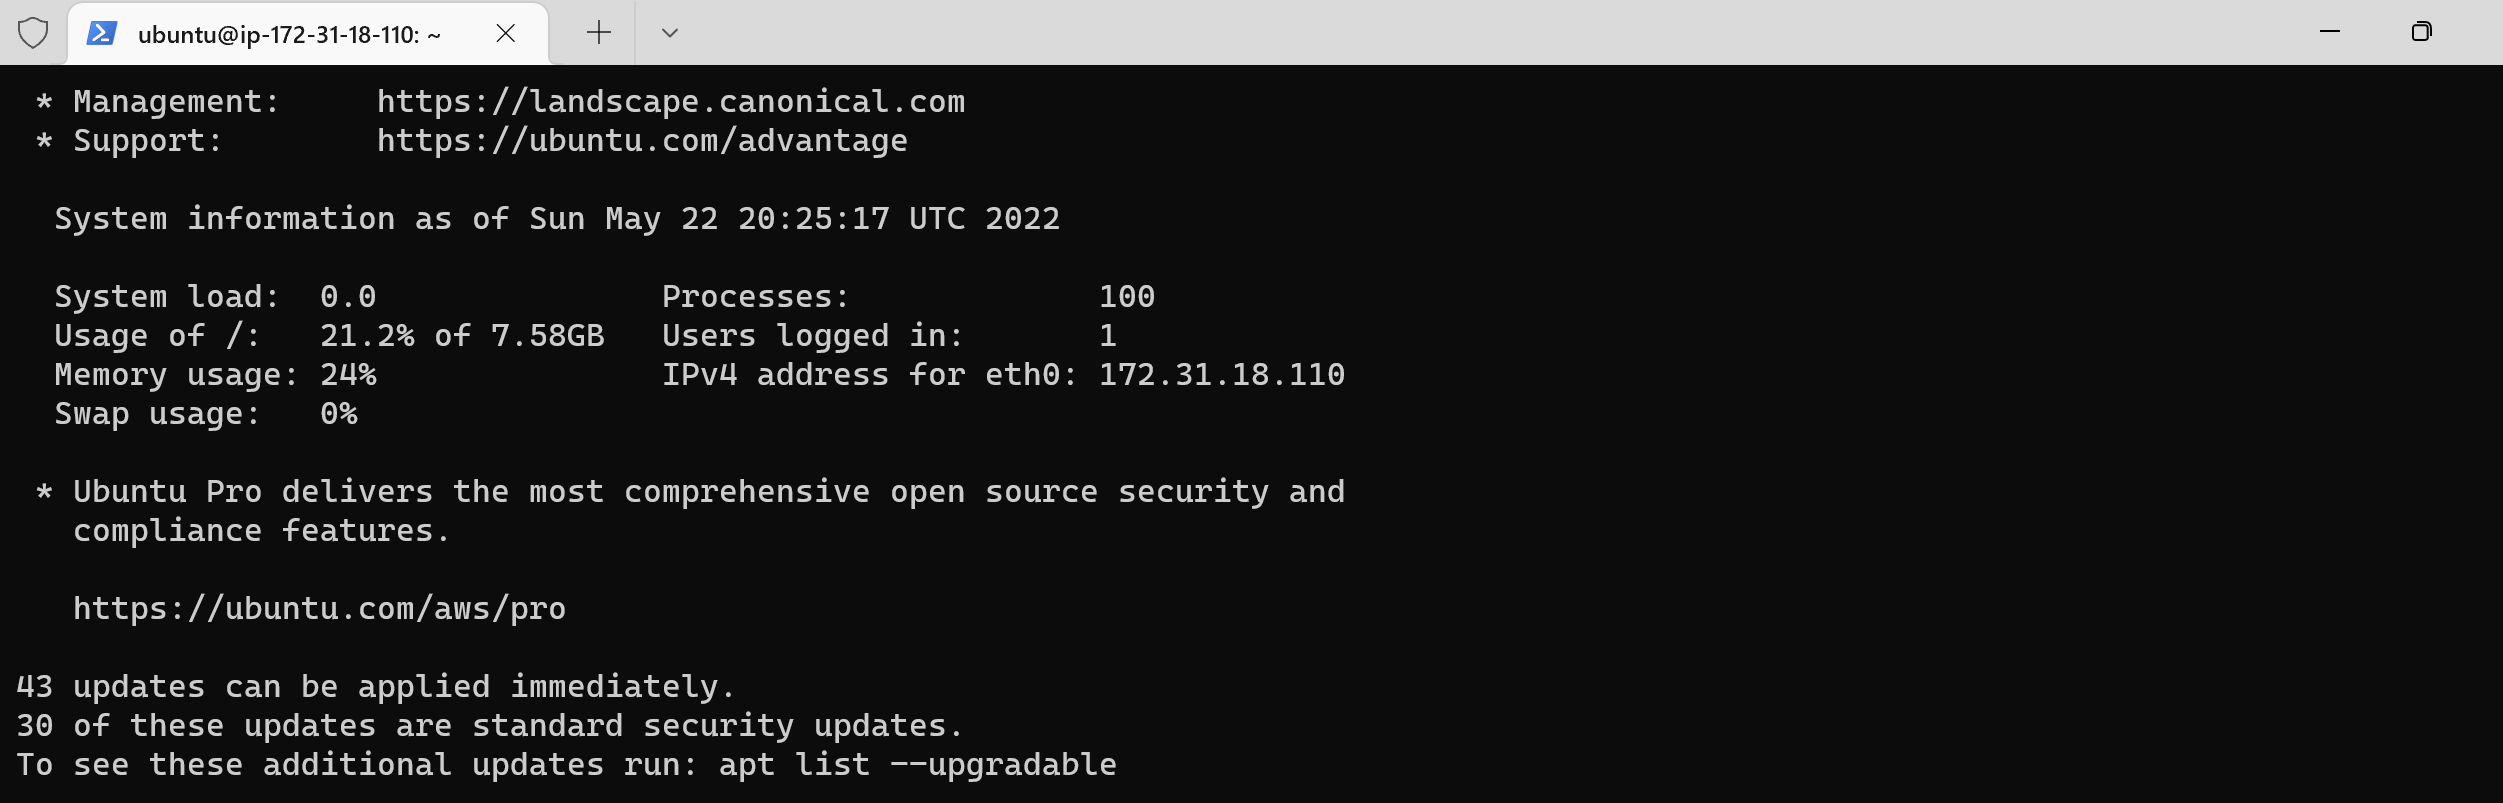 ubuntu@ip-172-31-18-110: ~
* Management:     https://landscape.canonical.com
* Support:        https://ubuntu.com/advantage
System information as of Sun May 22 20:25:17 UTC 2022
System load:  0.0               Processes:             100
Usage of /:   21.2% of 7.58GB   Users logged in:       1
Memory usage: 24%               IPv4 address for eth0: 172.31.18.110
Swap usage:   0%
* Ubuntu Pro delivers the most comprehensive open source security and
compliance features.
https://ubuntu.com/aws/pro
43 updates can be applied immediately.
30 of these updates are standard security updates.
To see these additional updates run: apt list --upgradable